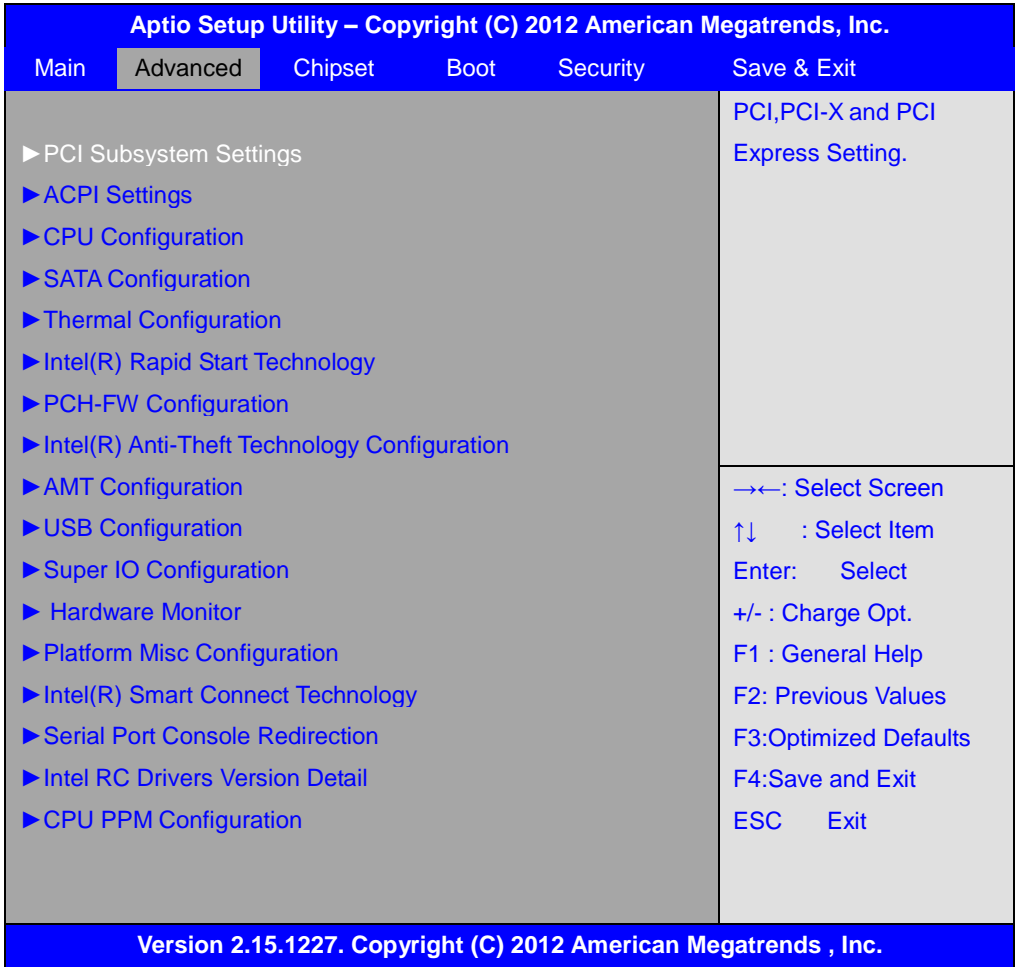 Aptio Setup Utility – Copyright (C) 2012 American Megatrends, Inc.
Main Advanced Chipset Boot Security Save & Exit
►PCI Subsystem Settings
►ACPI Settings
►CPU Configuration
►SATA Configuration
►Thermal Configuration
►Intel(R) Rapid Start Technology
►PCH-FW Configuration
►Intel(R) Anti-Theft Technology Configuration
►AMT Configuration
►USB Configuration
►Super IO Configuration
► Hardware Monitor
►Platform Misc Configuration
►Intel(R) Smart Connect Technology
►Serial Port Console Redirection
►Intel RC Drivers Version Detail
►CPU PPM Configuration
PCI,PCI-X and PCI
Express Setting.
→←: Select Screen
↑↓ : Select Item
Enter: Select
+/- : Charge Opt.
F1 : General Help
F2: Previous Values
F3:Optimized Defaults
F4:Save and Exit
ESC Exit
Version 2.15.1227. Copyright (C) 2012 American Megatrends , Inc.